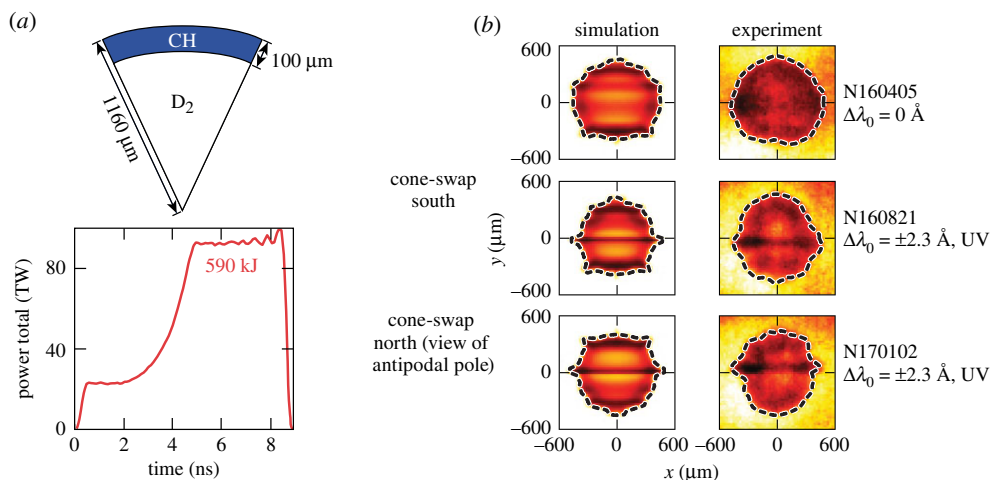 (a)
CH
100 µm
D2
1160 µm
80
40
0
power total (TW)
590 kJ
0 2 4 6 8
time (ns)
(b)
simulation experiment
cone-swap
south
cone-swap
north (view of
antipodal pole)
600
0
−600
600
0
−600
600
0
−600
y (µm)
−600 0 600 −600 0 600
x (µm)
N160405
Δλ0 = 0 Å
N160821
Δλ0 = ±2.3 Å, UV
N170102
Δλ0 = ±2.3 Å, UV